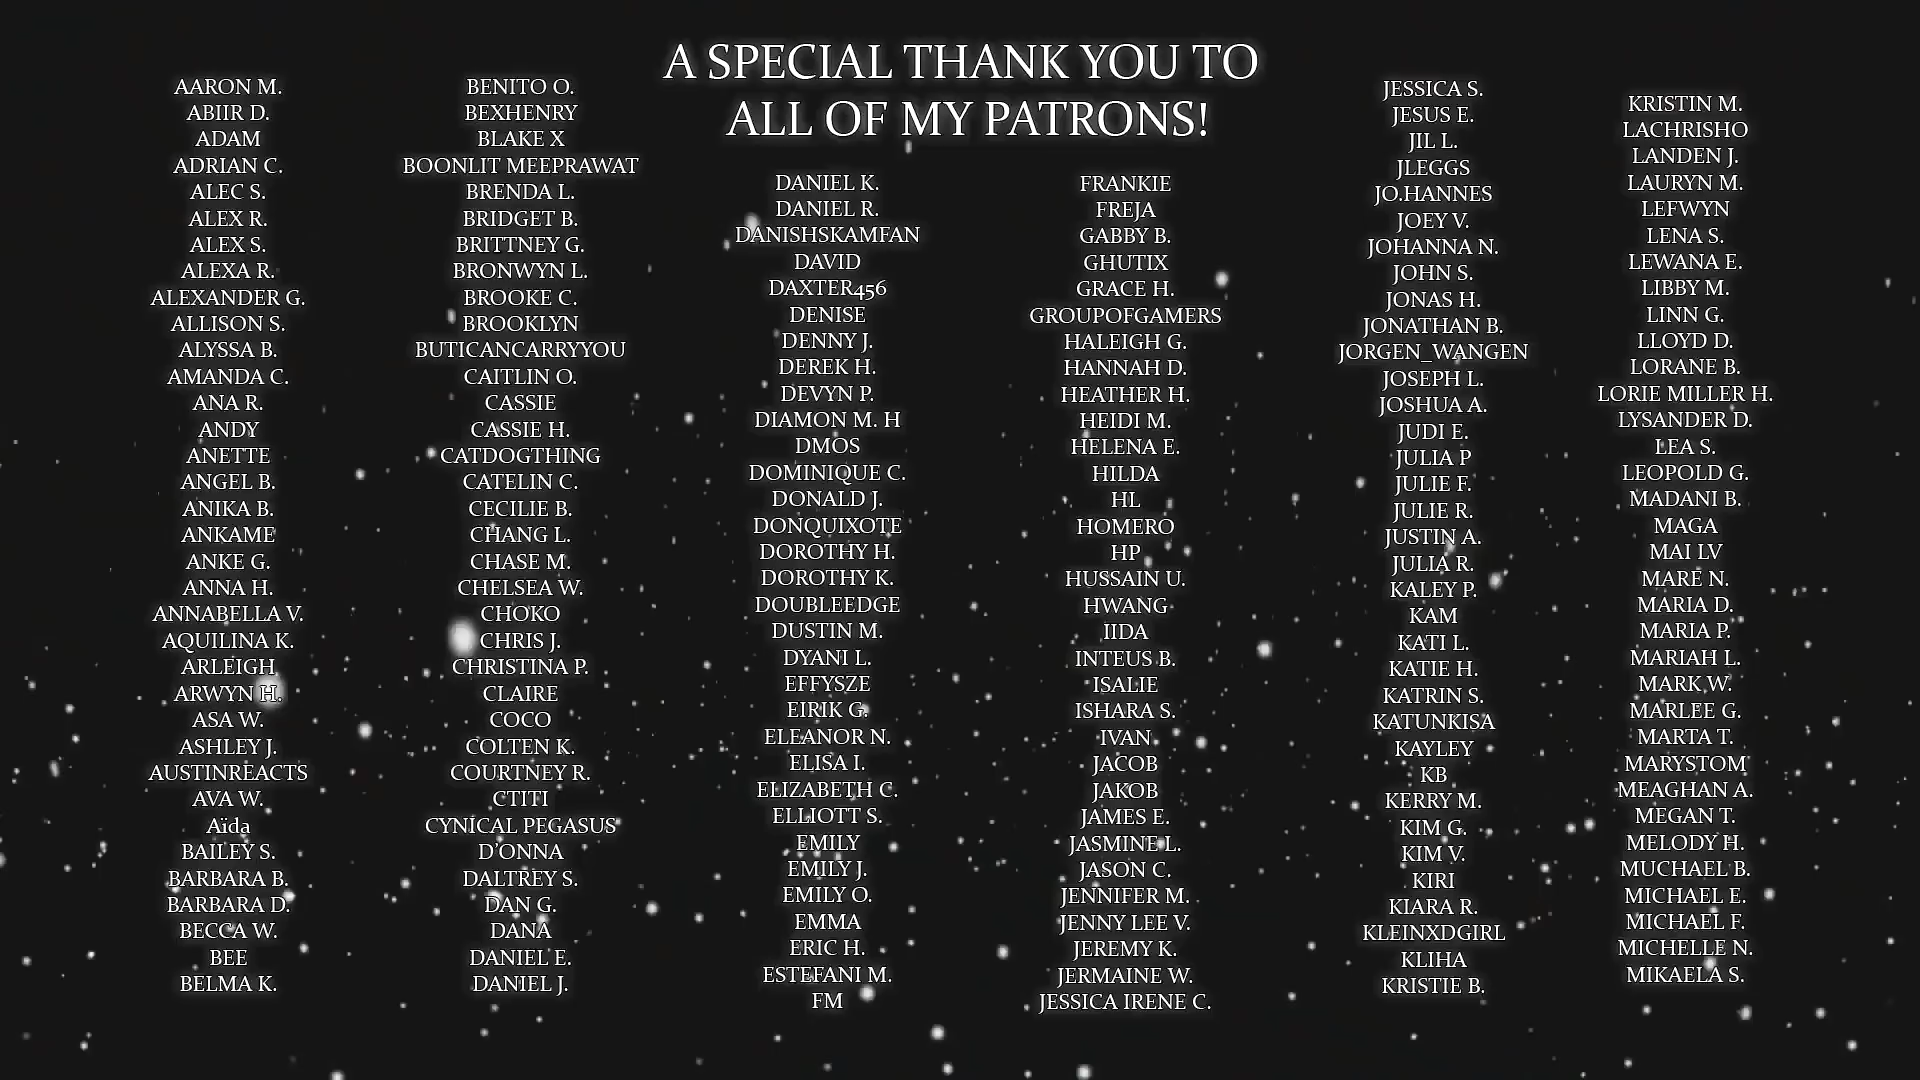 A SPECIAL THANK YOU TO
ALL OF MY PATRONS!
AARON M.
ABIIR D.
ADAM
ADRIAN C.
ALEC S.
ALEX R.
ALEX S.
ALEXA R.
ALEXANDER G.
ALLISON S.
ALYSSA B.
AMANDA C.
ANA R.
ANDY
ANETTE
ANGEL B.
ANIKA B.
ANKAME
ANKE G.
ANNA H.
ANNABELLA V.
AQUILINA K.
ARLEIGH
ARWYN H.
ASA W.
ASHLEY J.
AUSTINREACTS
AVA W.
Aïda
BAILEY S.
BARBARA B.
BARBARA D.
BECCA W.
BEE
BELMA K.
BENITO O.
BEXHENRY
BLAKE X
BOONLIT MEEPRAWAT
BRENDA L.
BRIDGET B.
BRITTNEY G.
BRONWYN L.
BROOKE C.
BROOKLYN
BUTICANCARRYYOU
CAITLIN O.
CASSIE
CASSIE H.
CATDOGTHING
CATELIN C.
CECILIE B.
CHANG L.
CHASE M.
CHELSEA W.
CHOKO
CHRIS J.
CHRISTINA P.
CLAIRE
COCO
COLTEN K.
COURTNEY R.
CTITI
CYNICAL PEGASUS
D'ONNA
DALTREY S.
DAN G.
DANA
DANIEL E.
DANIEL J.
DANIEL K.
DANIEL R.
DANISHSKAMFAN
DAVID
DAXTER456
DENISE
DENNY J.
DEREK H.
DEVYN P.
DIAMON M. H
DMOS
DOMINIQUE C.
DONALD J.
DONQUIXOTE
DOROTHY H.
DOROTHY K.
DOUBLEEDGE
DUSTIN M.
DYANI L.
EFFYSZE
EIRIK G.
ELEANOR N.
ELISA I.
ELIZABETH C.
ELLIOTT S.
EMILY
EMILY J.
EMILY O.
EMMA
ERIC H.
ESTEFANI M.
FM
FRANKIE
FREJA
GABBY B.
GHUTIX
GRACE H.
GROUPOFGAMERS
HALEIGH G.
HANNAH D.
HEATHER H.
HEIDI M.
HELENA E.
HILDA
HL
HOMERO
HP
HUSSAIN U.
HWANG
IIDA
INTEUS B.
ISALIE
ISHARA S.
IVAN
JACOB
JAKOB
JAMES E.
JASMINE L.
JASON C.
JENNIFER M.
JENNY LEE V.
JEREMY K.
JERMAINE W.
JESSICA IRENE C.
JESSICA S.
JESUS E.
JIL L.
JLEGGS
JO.HANNES
JOEY V.
JOHANNA N.
JOHN S.
JONAS H.
JONATHAN B.
JORGEN_WANGEN
JOSEPH L.
JOSHUA A.
JUDI E.
JULIA P
JULIE F.
JULIE R.
JUSTIN A.
JULIA R.
KALEY P.
KAM
KATI L.
KATIE H.
KATRIN S.
KATUNKISA
KAYLEY
KB
KERRY M.
KIM G.
KIM V.
KIRI
KIARA R.
KLEINXDGIRL
KLIHA
KRISTIE B.
KRISTIN M.
LACHRISHO
LANDEN J.
LAURYN M.
LEFWYN
LENA S.
LEWANA E.
LIBBY M.
LINN G.
LLOYD D.
LORANE B.
LORIE MILLER H.
LYSANDER D.
LEA S.
LEOPOLD G.
MADANI B.
MAGA
MAI LV
MARE N.
MARIA D.
MARIA P.
MARIAH L.
MARK W.
MARLEE G.
MARTA T.
MARYSTOM
MEAGHAN A.
MEGAN T.
MELODY H.
MUCHAEL B.
MICHAEL E.
MICHAEL F.
MICHELLE N.
MIKAELA S.